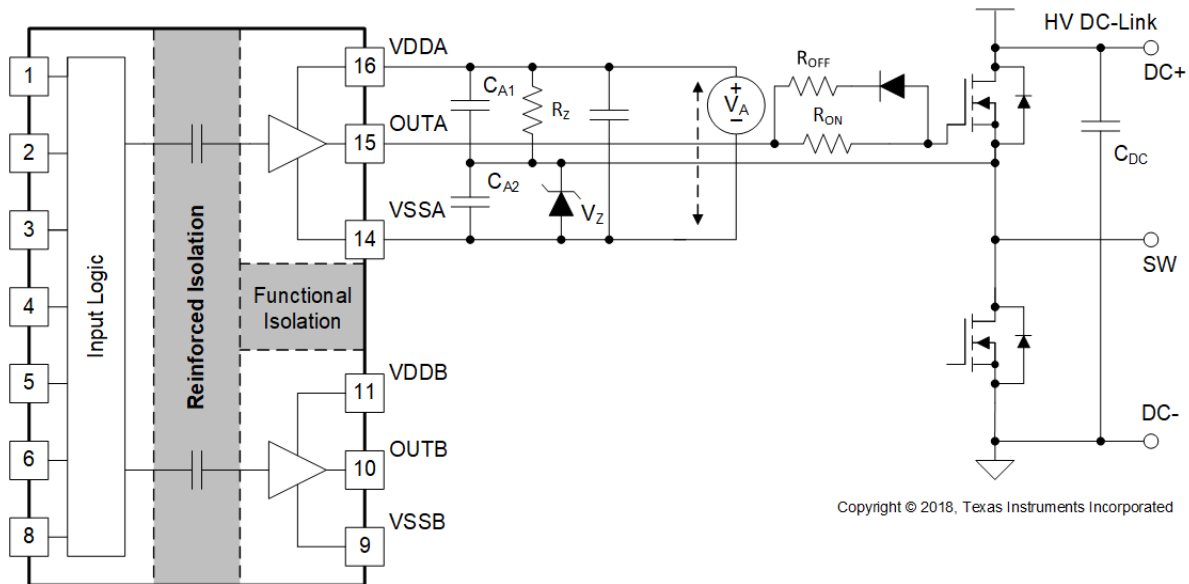 1
2
3
4
5
6
8
Input Logic
Reinforced Isolation
Functional
Isolation
VDDA
16
OUTA
15
VSSA
14
VDDB
11
OUTB
10
VSSB
9
CA1
RZ
CA2
VZ
+
VA
−
ROFF
RON
HV DC-Link
DC+
CDC
SW
DC-
Copyright © 2018, Texas Instruments Incorporated